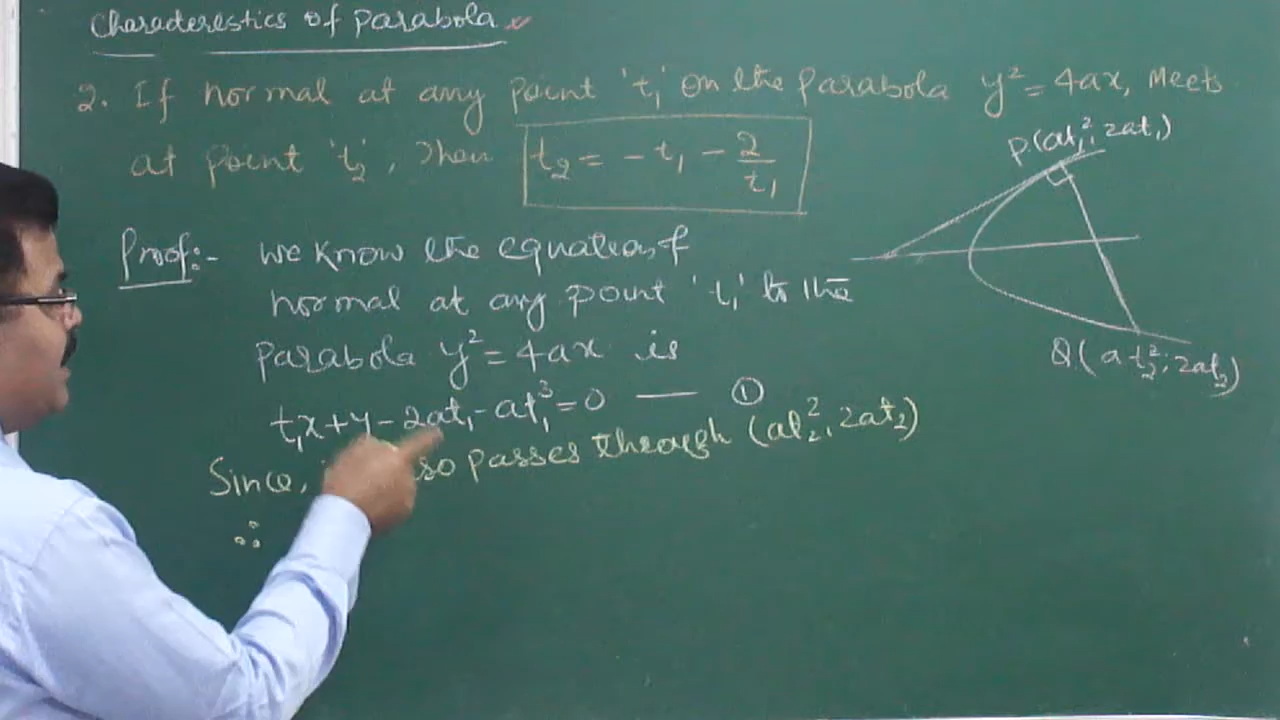 Characterestics of parabola
2. If normal at any point 't₁' on the parabola y² = 4ax, meets
at point 't₂', then t₂ = -t₁ - 2/t₁
P(at₁², 2at₁)
Proof:- we know the equation of
normal at any point 't₁' to the
parabola y² = 4ax is
t₁x + y - 2at₁ - at₁³ = 0 — ①
Since, so passes through (at₂², 2at₂)
∴
Q(at₂², 2at₂)